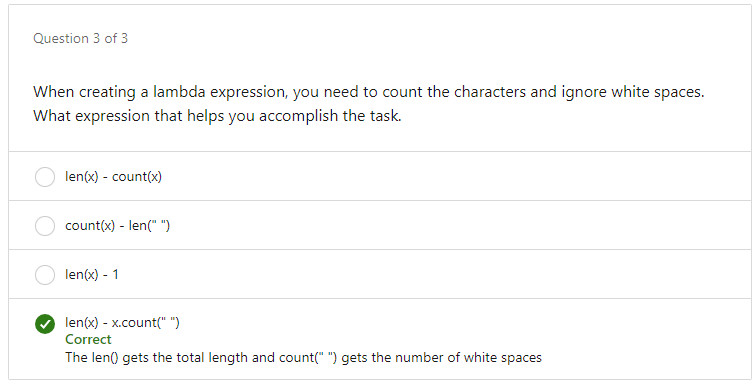 Question 3 of 3
When creating a lambda expression, you need to count the characters and ignore white spaces.
What expression that helps you accomplish the task.
len(x) - count(x)
count(x) - len(" ")
len(x) - 1
len(x) - x.count(" ")
Correct
The len() gets the total length and count(" ") gets the number of white spaces